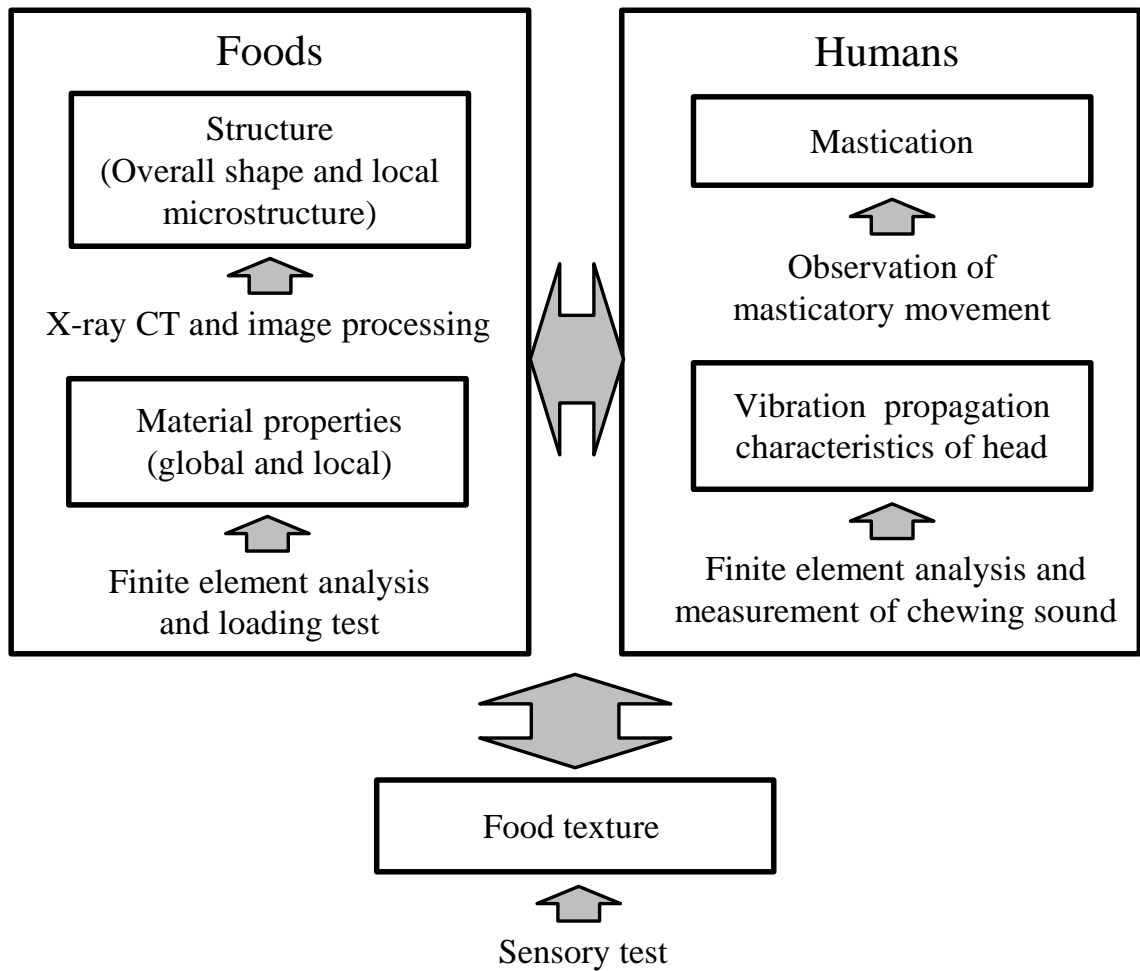 Foods
Structure
(Overall shape and local
microstructure)
X-ray CT and image processing
Material properties
(global and local)
Finite element analysis
and loading test
Humans
Mastication
Observation of
masticatory movement
Vibration propagation
characteristics of head
Finite element analysis and
measurement of chewing sound
Food texture
Sensory test